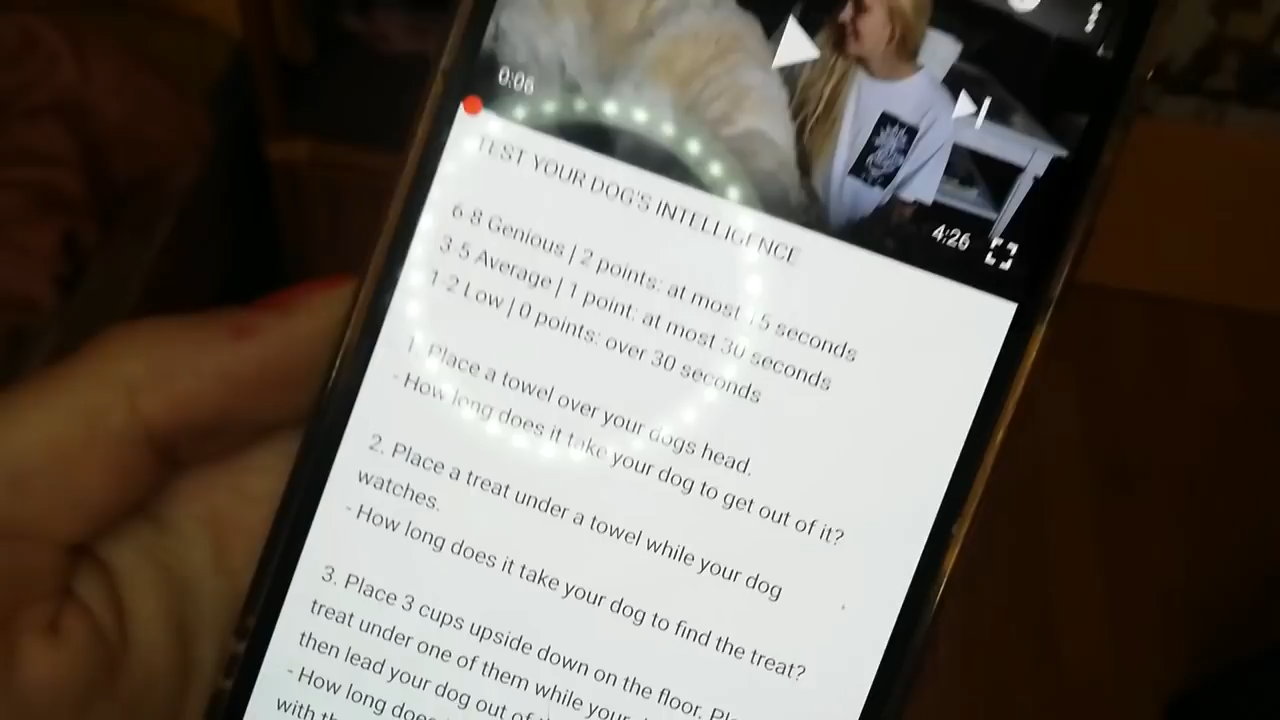 0:06
4:26
TEST YOUR DOG'S INTELLIGENCE
6-8 Genious | 2 points: at most 15 seconds
3-5 Average | 1 point: at most 30 seconds
1-2 Low | 0 points: over 30 seconds
1. Place a towel over your dogs head.
- How long does it take your dog to get out of it?
2. Place a treat under a towel while your dog
watches.
- How long does it take your dog to find the treat?
3. Place 3 cups upside down on the floor.
treat under one of them while your
then lead your dog out of
- How long
with